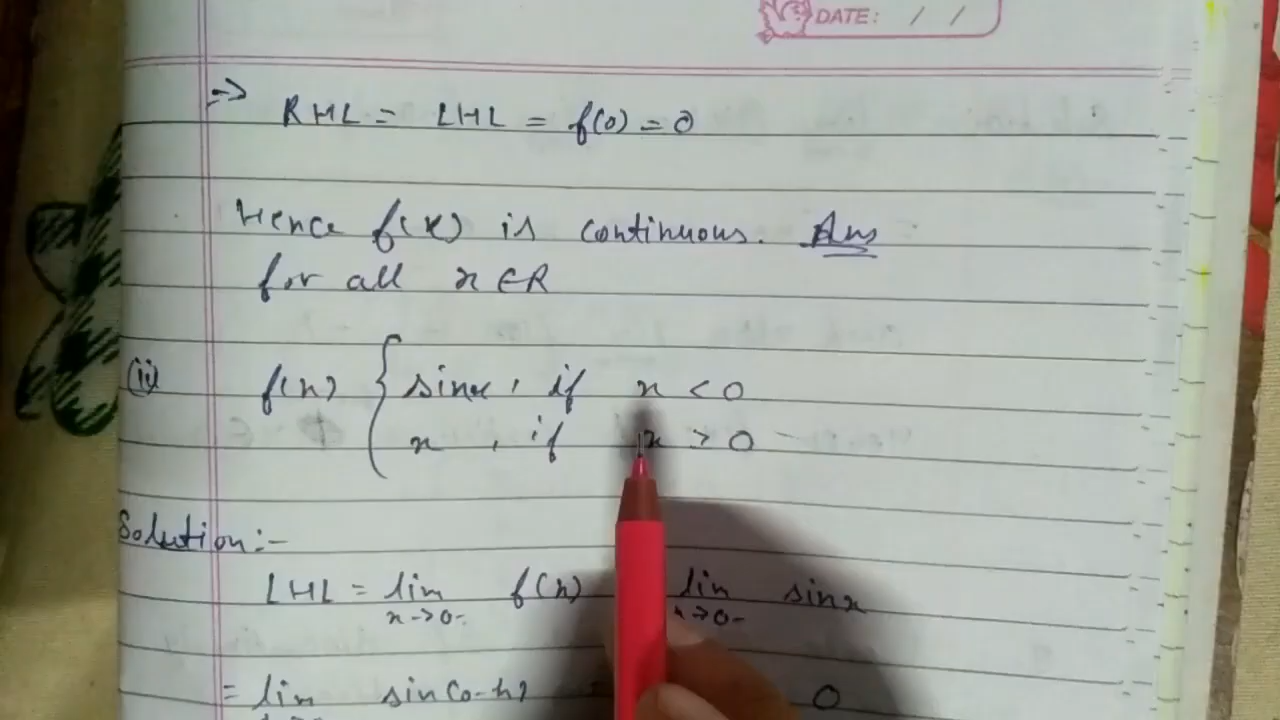 DATE: / /
⇒ RHL = LHL = f(0) = 0
Hence f(x) is continuous. Ans
for all x ∈ R
(ii) f(x) { sinx, if x < 0
x, if x > 0
Solution:-
LHL = lim f(x) lim sinx
x→0- x→0-
= lim sin(0-h) 0